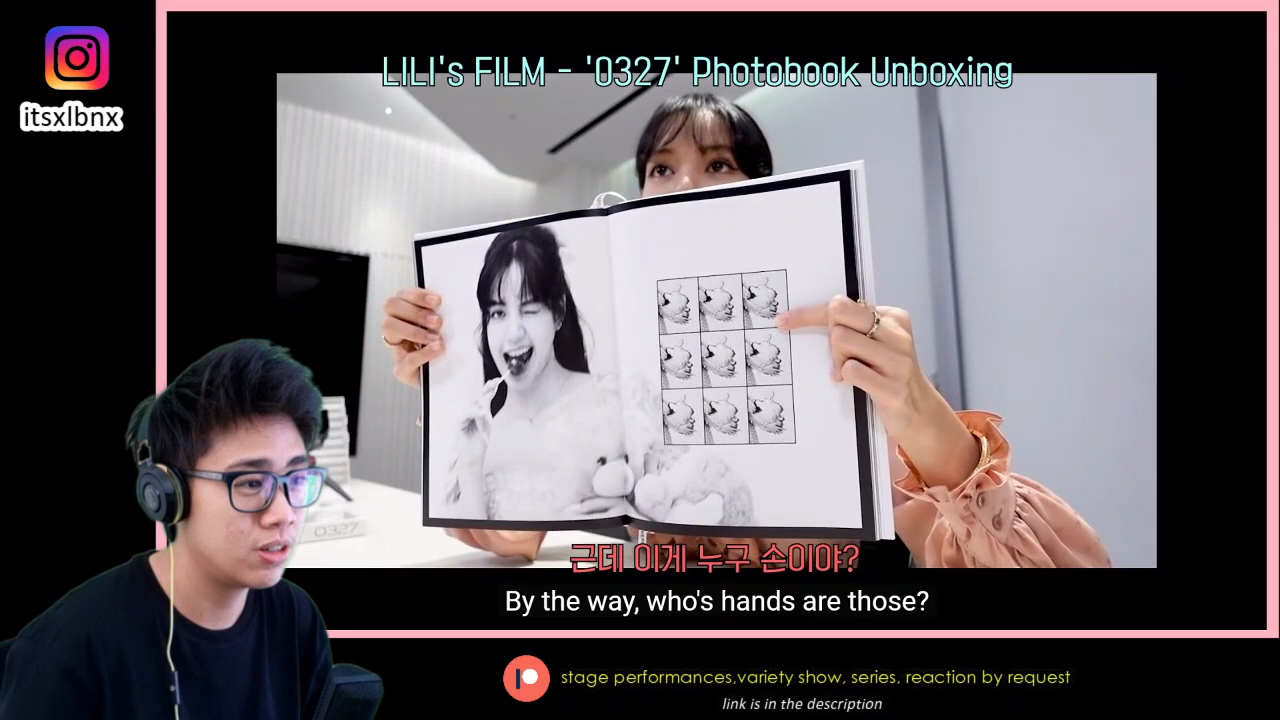 itsxlbnx
LILI's FILM - '0327' Photobook Unboxing
0327
근데 이게 누구 손이야?
By the way, who's hands are those?
stage performances,variety show, series, reaction by request
link is in the description